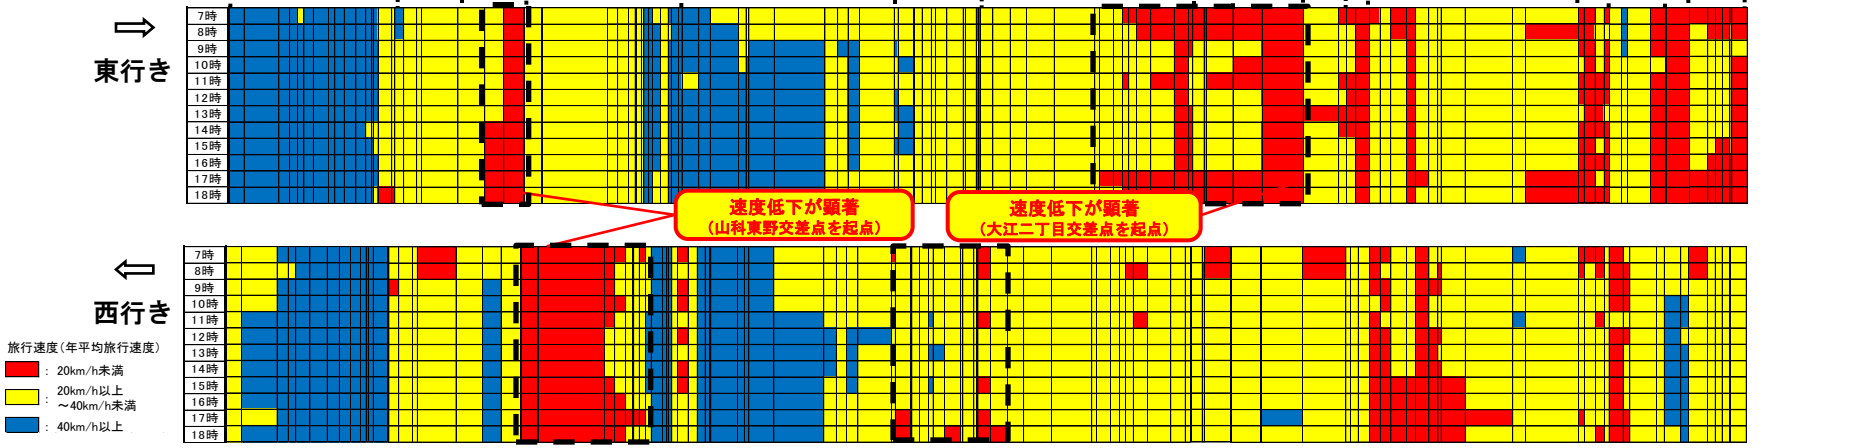 ⇨
東行き
7時
8時
9時
10時
11時
12時
13時
14時
15時
16時
17時
18時
速度低下が顕著
(山科東野交差点を起点)
速度低下が顕著
(大江二丁目交差点を起点)
⇦
西行き
7時
8時
9時
10時
11時
12時
13時
14時
15時
16時
17時
18時
旅行速度(年平均旅行速度)
: 20km/h未満
: 20km/h以上
～40km/h未満
: 40km/h以上